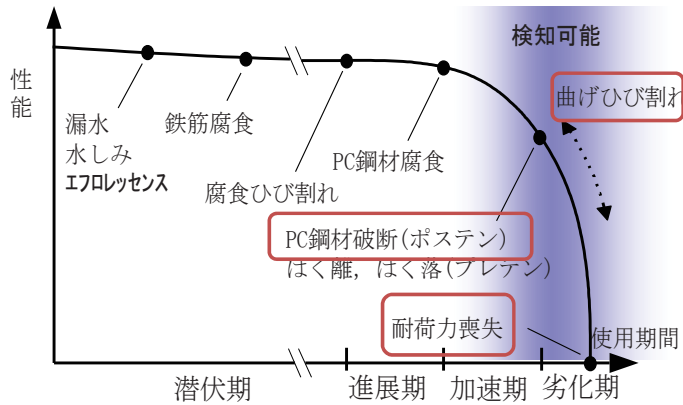 検知可能
性能
曲げひび割れ
漏水
水しみ
エフロレッセンス
鉄筋腐食
PC鋼材腐食
腐食ひび割れ
PC鋼材破断(ポステン)
はく離，はく落(プレテン)
耐荷力喪失
使用期間
潜伏期
進展期
加速期
劣化期